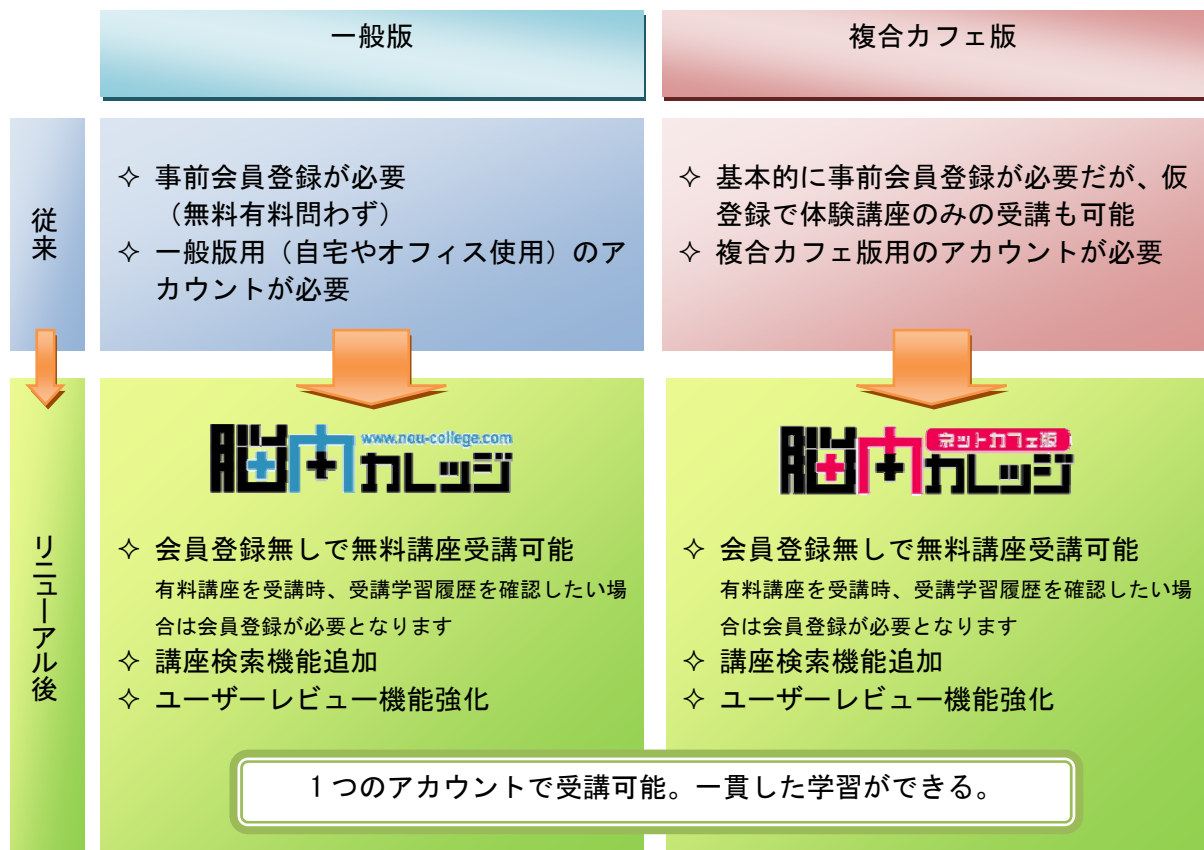 一般版
複合カフェ版
従来
✧ 事前会員登録が必要
（無料有料問わず）
✧ 一般版用（自宅やオフィス使用）のア
カウントが必要
✧ 基本的に事前会員登録が必要だが、仮
登録で体験講座のみの受講も可能
✧ 複合カフェ版用のアカウントが必要
リニューアル後
www.nou-college.com
脳内カレッジ
✧ 会員登録無しで無料講座受講可能
有料講座を受講時、受講学習履歴を確認したい場
合は会員登録が必要となります
✧ 講座検索機能追加
✧ ユーザーレビュー機能強化
ネットカフェ版
脳内カレッジ
✧ 会員登録無しで無料講座受講可能
有料講座を受講時、受講学習履歴を確認したい場
合は会員登録が必要となります
✧ 講座検索機能追加
✧ ユーザーレビュー機能強化
1つのアカウントで受講可能。一貫した学習ができる。